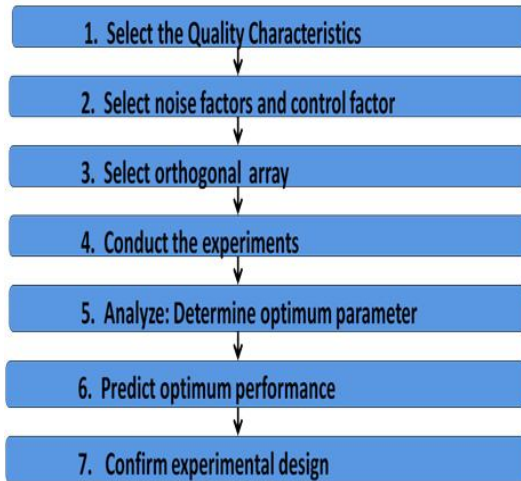 1. Select the Quality Characteristics
2. Select noise factors and control factor
3. Select orthogonal array
4. Conduct the experiments
5. Analyze: Determine optimum parameter
6. Predict optimum performance
7. Confirm experimental design